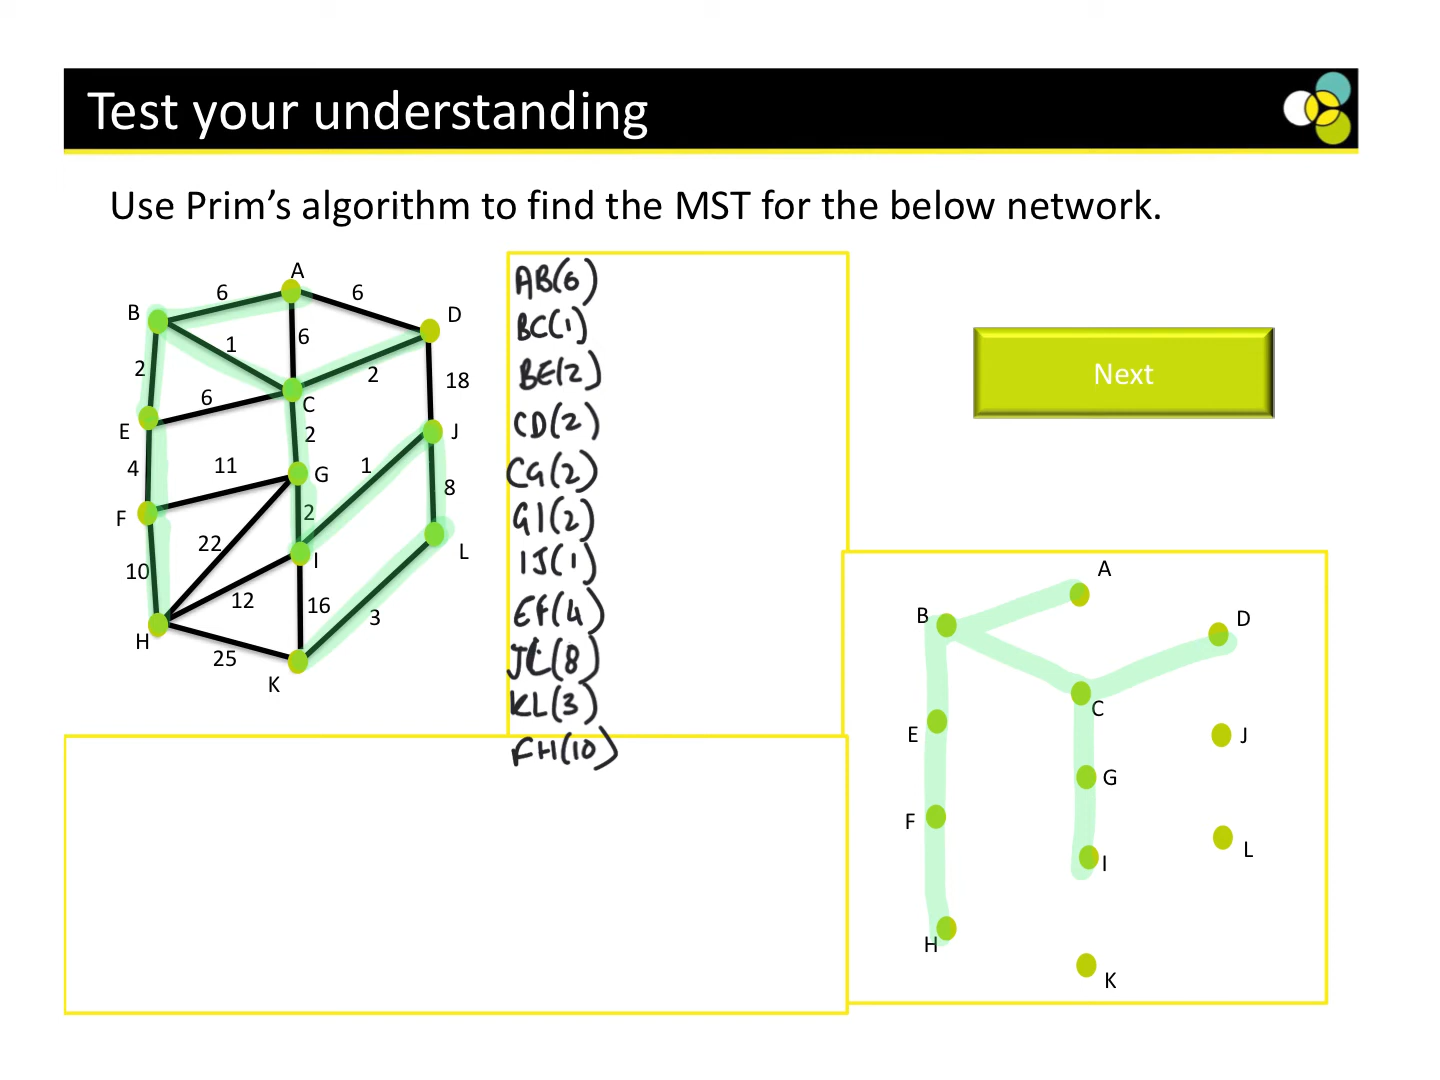 Test your understanding
Use Prim's algorithm to find the MST for the below network.
A
6
6
B
D
1
6
2
2
18
6
C
E
2
J
4
11
G
1
8
F
2
22
L
I
10
12
16
3
H
25
K
AB(6)
BC(1)
BE(2)
CD(2)
CG(2)
GI(2)
IJ(1)
EF(4)
JL(8)
KL(3)
FH(10)
Next
A
B
D
C
E
J
G
F
L
I
H
K